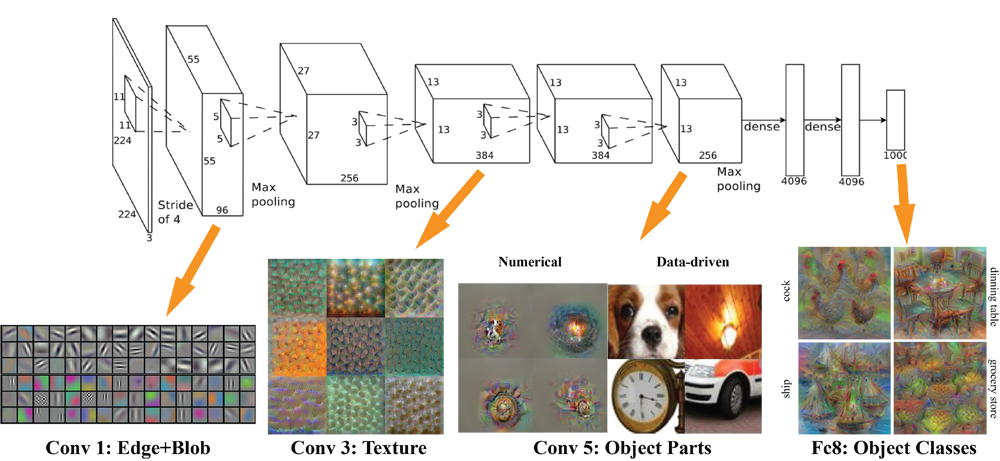 55
27
13
13
13
11
11
5
5
3
3
3
3
3
3
224
55
27
13
13
13
dense
dense
224
Stride
of 4
3
96
Max
pooling
256
Max
pooling
384
384
256
Max
pooling
4096
4096
1000
Numerical
Data-driven
cock
dinning table
ship
grocery store
Conv 1: Edge+Blob
Conv 3: Texture
Conv 5: Object Parts
Fc8: Object Classes